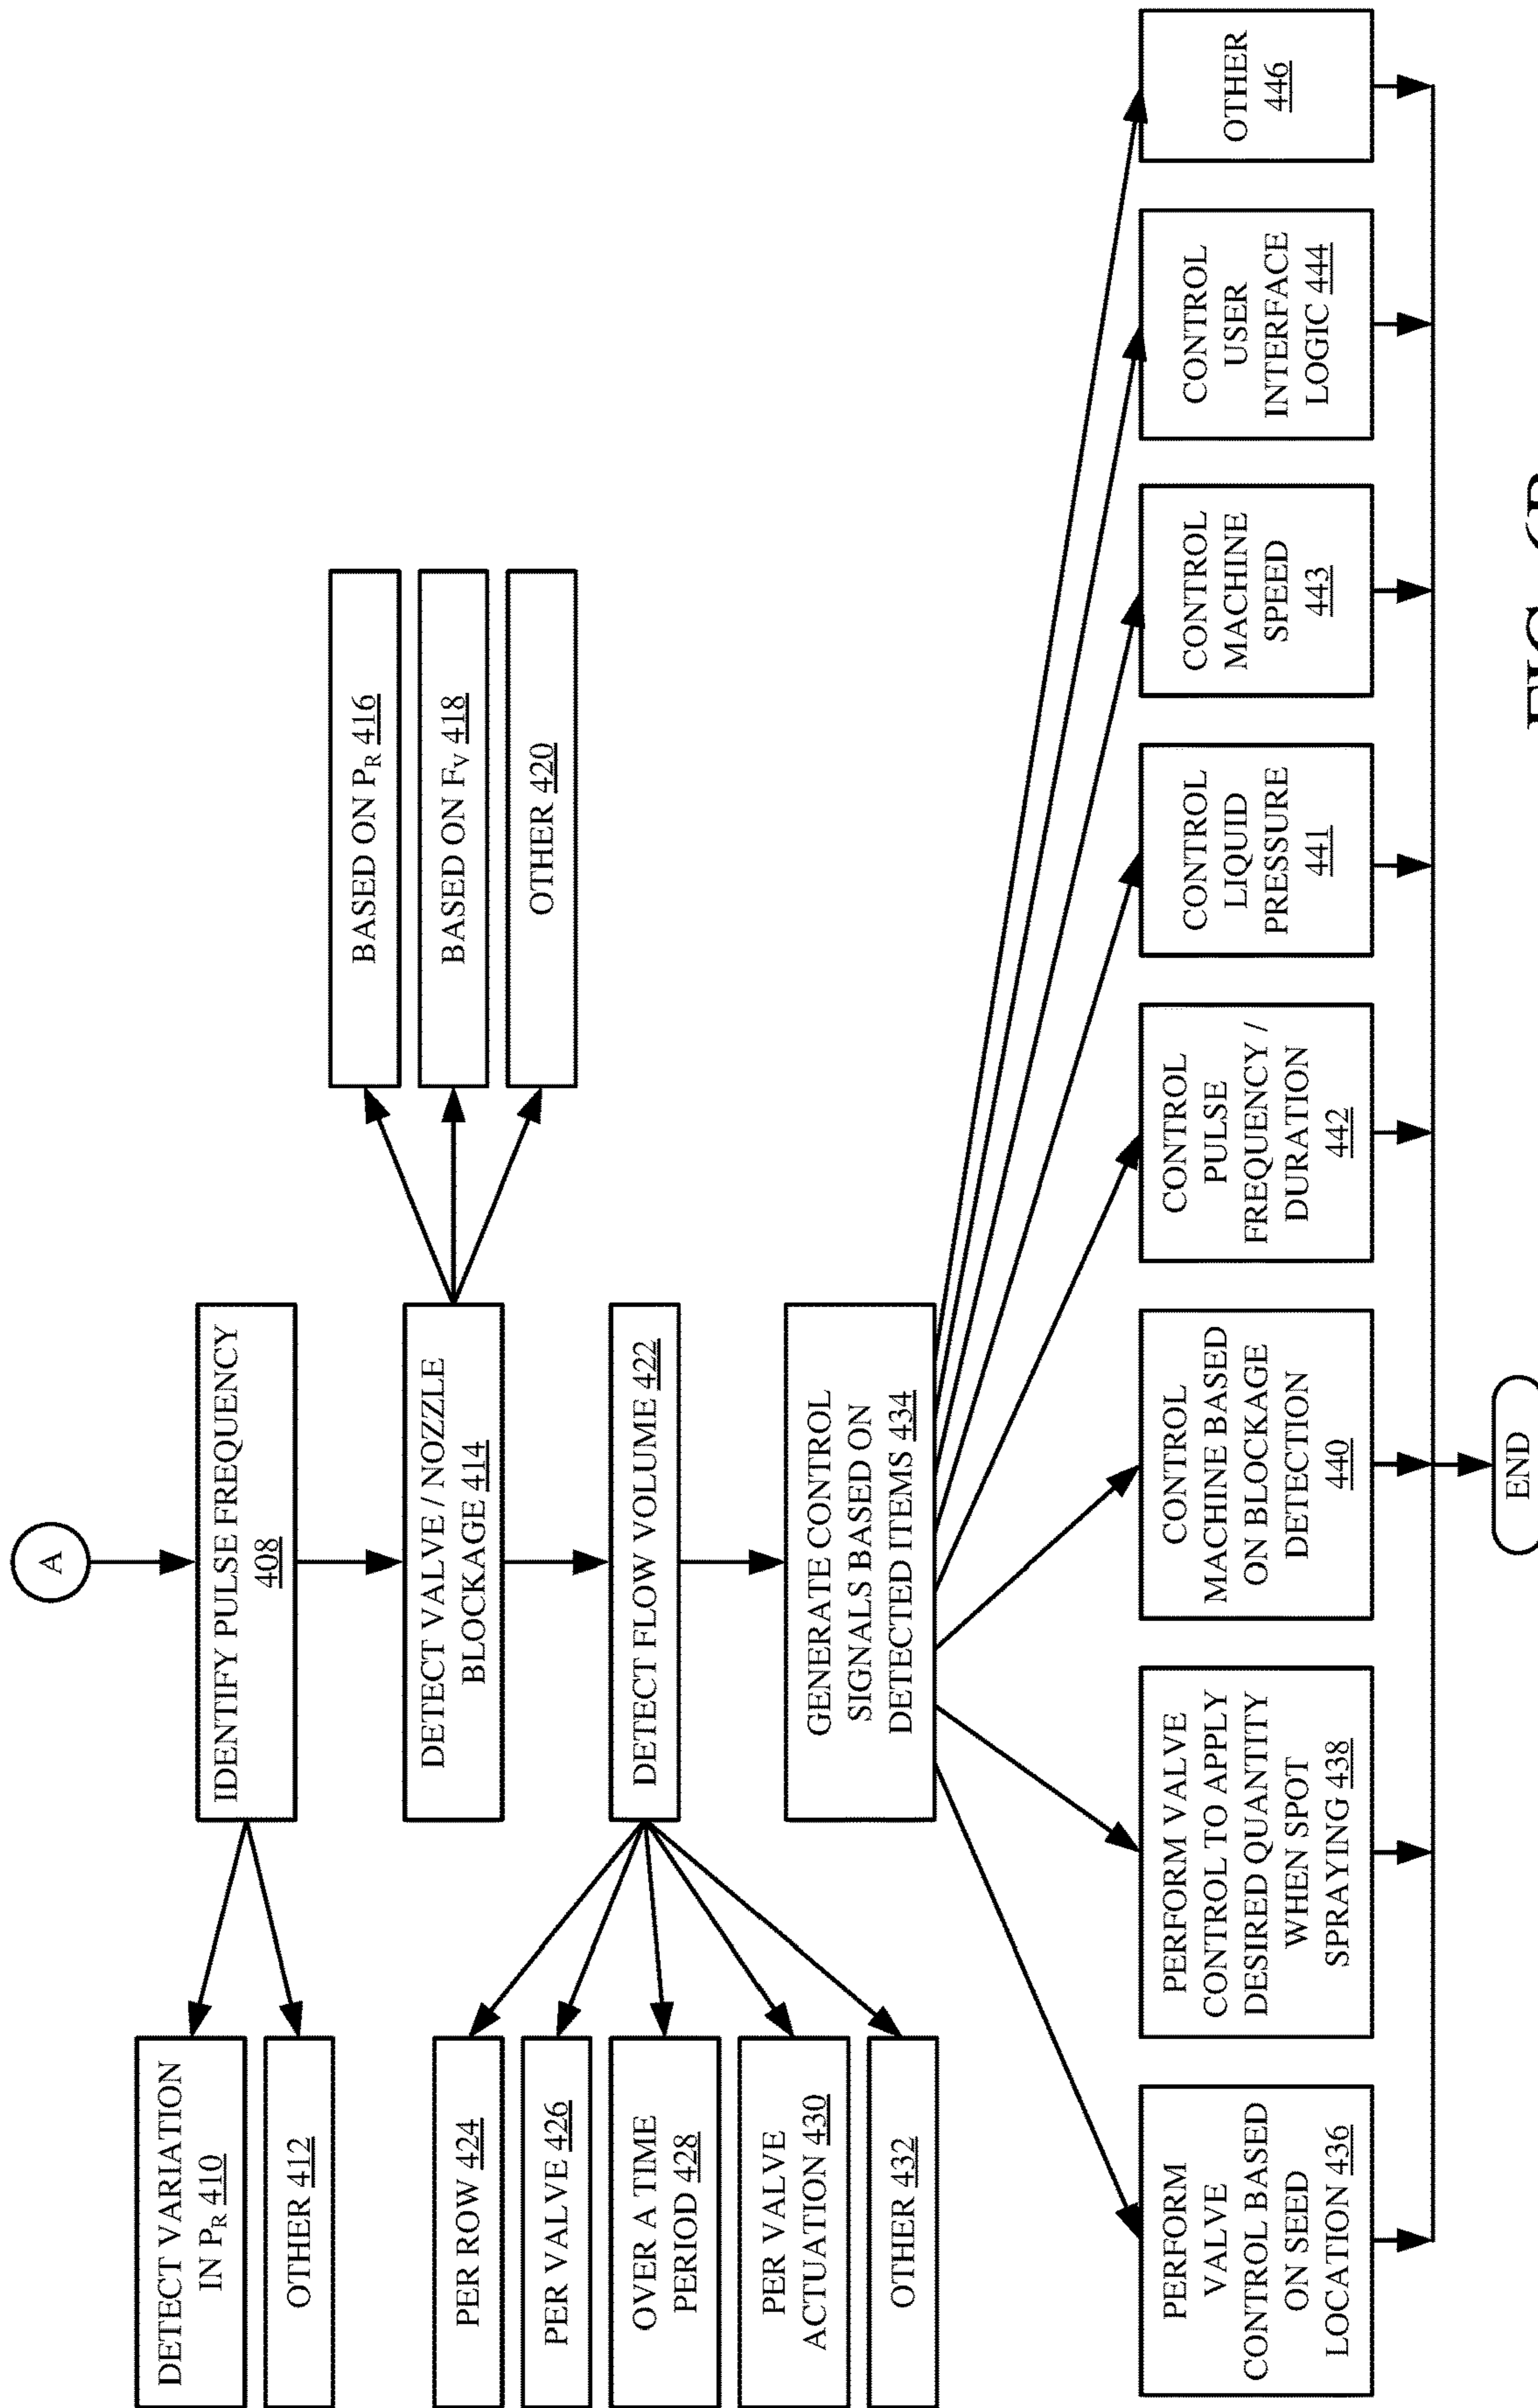 A
IDENTIFY PULSE FREQUENCY
408
DETECT VARIATION
IN P_R 410
OTHER 412
DETECT VALVE / NOZZLE
BLOCKAGE 414
BASED ON P_R 416
BASED ON F_V 418
OTHER 420
DETECT FLOW VOLUME 422
PER ROW 424
PER VALVE 426
OVER A TIME
PERIOD 428
PER VALVE
ACTUATION 430
OTHER 432
GENERATE CONTROL
SIGNALS BASED ON
DETECTED ITEMS 434
PERFORM
VALVE
CONTROL BASED
ON SEED
LOCATION 436
PERFORM VALVE
CONTROL TO APPLY
DESIRED QUANTITY
WHEN SPOT
SPRAYING 438
CONTROL
MACHINE BASED
ON BLOCKAGE
DETECTION
440
CONTROL
PULSE
FREQUENCY /
DURATION
442
CONTROL
LIQUID
PRESSURE
441
CONTROL
MACHINE
SPEED
443
CONTROL
USER
INTERFACE
LOGIC 444
OTHER
446
END